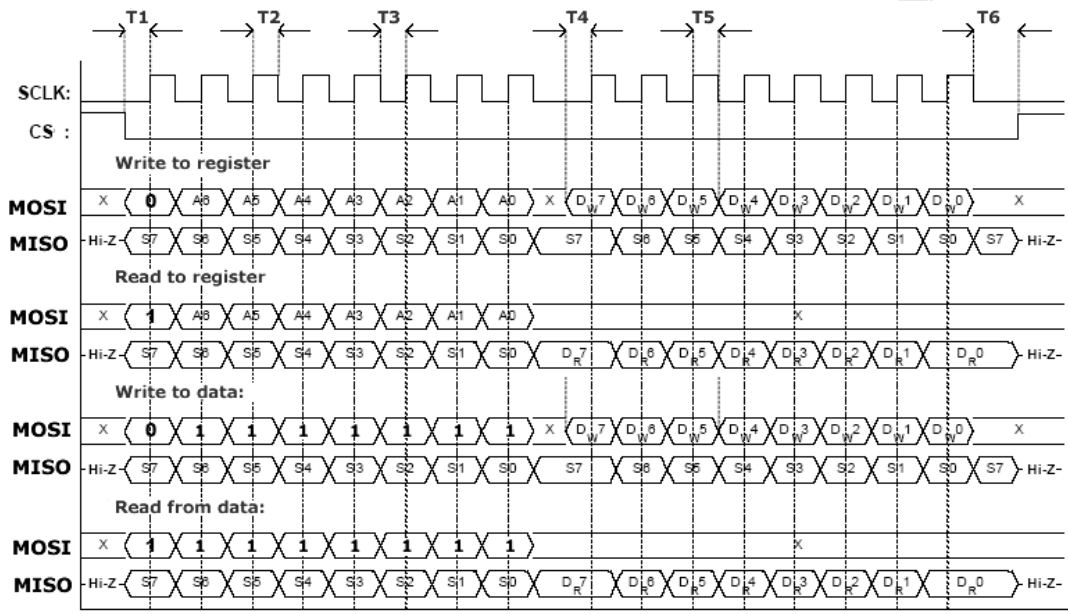 T1 T2 T3 T4 T5 T6
SCLK:
CS :
Write to register
MOSI X 0 A6 A5 A4 A3 A2 A1 A0 X DW7 DW6 DW5 DW4 DW3 DW2 DW1 DW0 X
MISO Hi-Z S7 S6 S5 S4 S3 S2 S1 S0 S7 S6 S5 S4 S3 S2 S1 S0 S7 Hi-Z
Read to register
MOSI X 1 A6 A5 A4 A3 A2 A1 A0 X
MISO Hi-Z S7 S6 S5 S4 S3 S2 S1 S0 DR7 DR6 DR5 DR4 DR3 DR2 DR1 DR0 Hi-Z
Write to data:
MOSI X 0 1 1 1 1 1 1 1 X DW7 DW6 DW5 DW4 DW3 DW2 DW1 DW0 X
MISO Hi-Z S7 S6 S5 S4 S3 S2 S1 S0 S7 S6 S5 S4 S3 S2 S1 S0 S7 Hi-Z
Read from data:
MOSI X 1 1 1 1 1 1 1 1 X
MISO Hi-Z S7 S6 S5 S4 S3 S2 S1 S0 DR7 DR6 DR5 DR4 DR3 DR2 DR1 DR0 Hi-Z